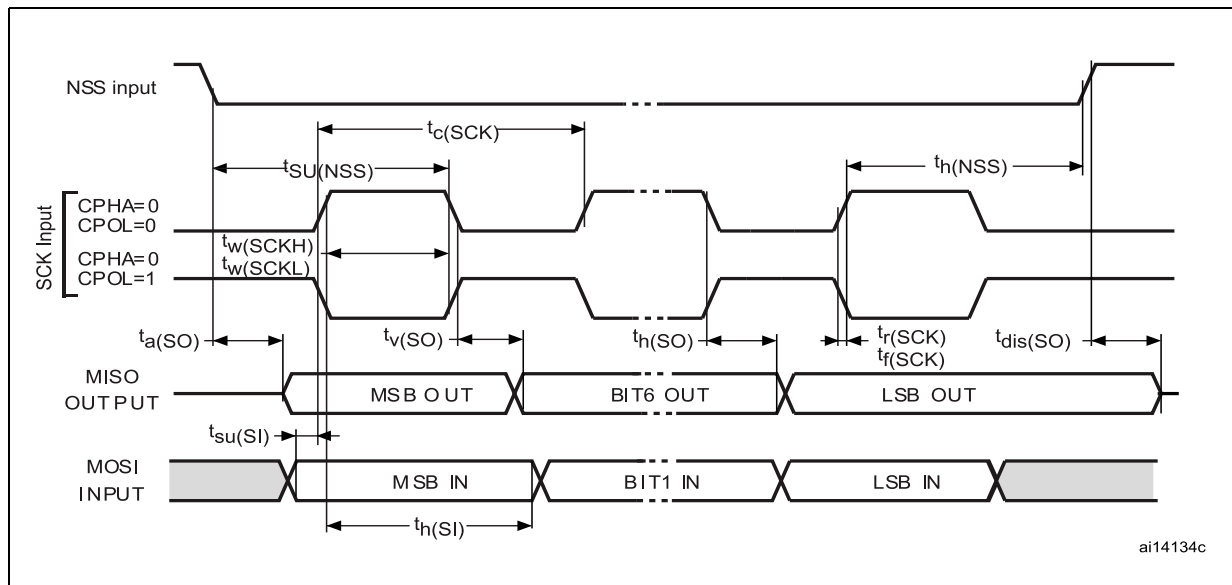 NSS input
tc(SCK)
tSU(NSS)
th(NSS)
SCK Input
CPHA=0
CPOL=0
CPHA=0
CPOL=1
tw(SCKH)
tw(SCKL)
ta(SO)
tv(SO)
th(SO)
tr(SCK)
tf(SCK)
tdis(SO)
MISO
OUTPUT
MSB OUT
BIT6 OUT
LSB OUT
tsu(SI)
MOSI
INPUT
MSB IN
BIT1 IN
LSB IN
th(SI)
ai14134c